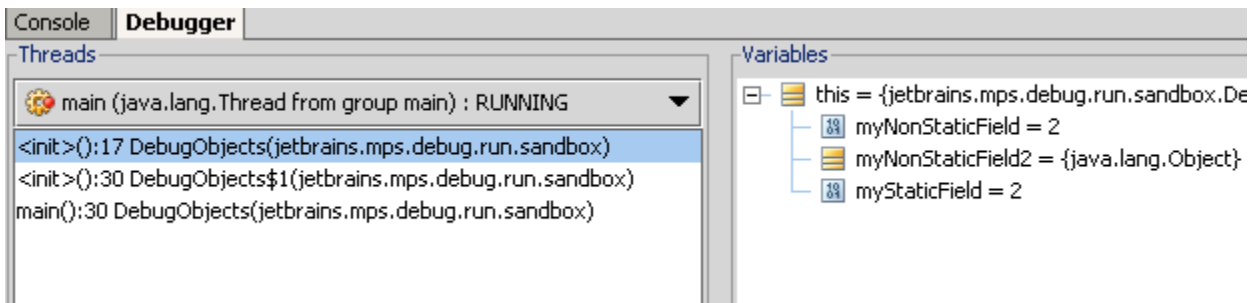 Console Debugger
Threads
main (java.lang.Thread from group main) : RUNNING
<init>():17 DebugObjects(jetbrains.mps.debug.run.sandbox)
<init>():30 DebugObjects$1(jetbrains.mps.debug.run.sandbox)
main():30 DebugObjects(jetbrains.mps.debug.run.sandbox)
Variables
this = {jetbrains.mps.debug.run.sandbox.De
myNonStaticField = 2
myNonStaticField2 = {java.lang.Object}
myStaticField = 2